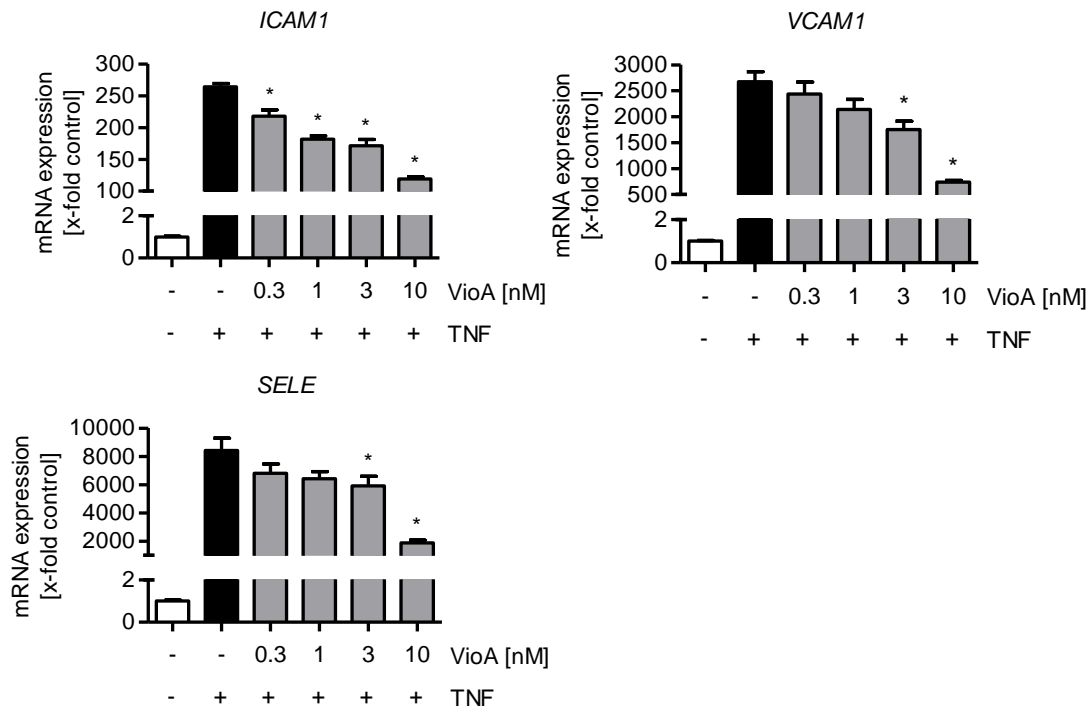 ICAM1
mRNA expression
[x-fold control]
300
250
200
150
100
2
0
* * * *
- - 0.3 1 3 10 VioA [nM]
- + + + + + TNF
VCAM1
mRNA expression
[x-fold control]
3000
2500
2000
1500
1000
500
2
0
* *
- - 0.3 1 3 10 VioA [nM]
- + + + + + TNF
SELE
mRNA expression
[x-fold control]
10000
8000
6000
4000
2000
2
0
* *
- - 0.3 1 3 10 VioA [nM]
- + + + + + TNF